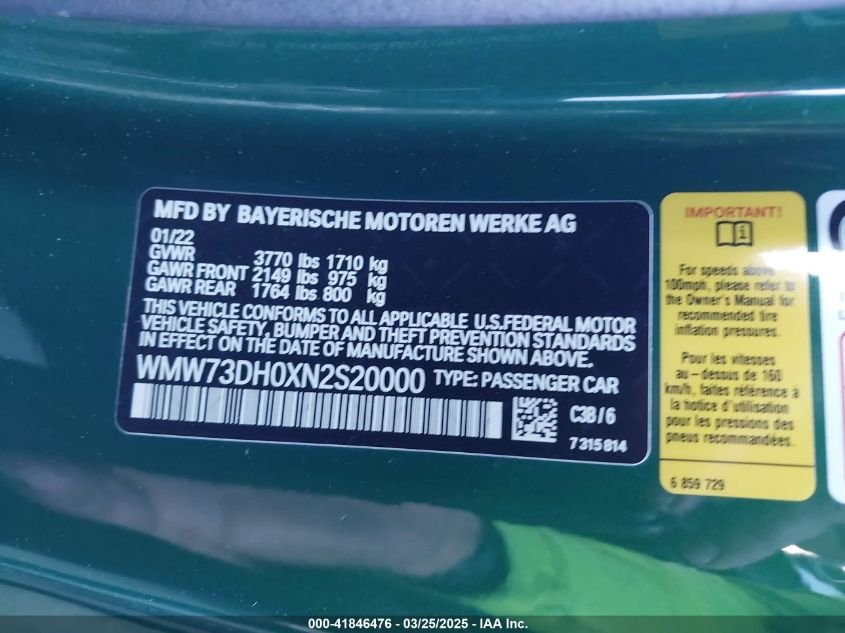 MFD BY BAYERISCHE MOTOREN WERKE AG
01/22
GVWR 3770 lbs 1710 kg
GAWR FRONT 2149 lbs 975 kg
GAWR REAR 1764 lbs 800 kg
THIS VEHICLE CONFORMS TO ALL APPLICABLE U.S.FEDERAL MOTOR
VEHICLE SAFETY, BUMPER AND THEFT PREVENTION STANDARDS
IN EFFECT ON THE DATE OF MANUFACTURE SHOWN ABOVE.
WMW73DH0XN2S20000 TYPE: PASSENGER CAR
C3B / 6
7315814
IMPORTANT!
For speeds above
100mph, please refer to
the Owner's Manual for
recommended tire
inflation pressures.
Pour les vitesses
au-dessus de 160
km/h, faites référence à
la notice d'utilisation
pour les pressions des
pneus recommandées.
6 859 729
000-41846476 / 03/25/2025 - IAA Inc.